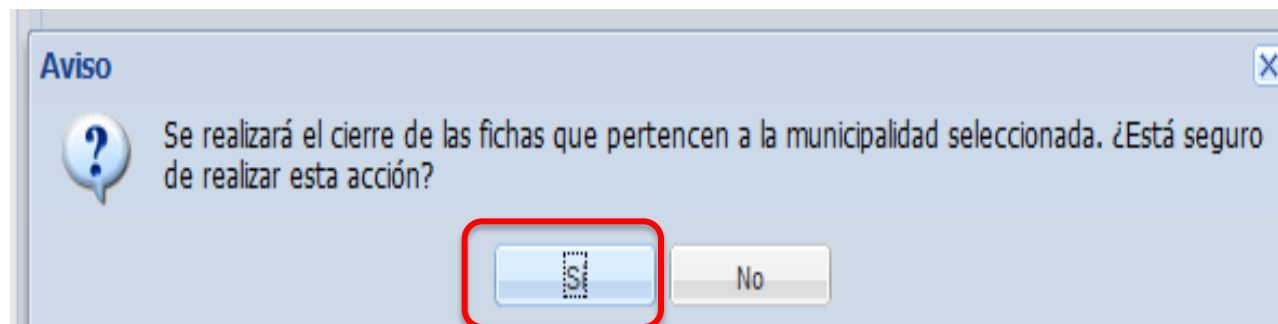 Aviso
Se realizará el cierre de las fichas que pertencen a la municipalidad seleccionada. ¿Está seguro
de realizar esta acción?
Sí No